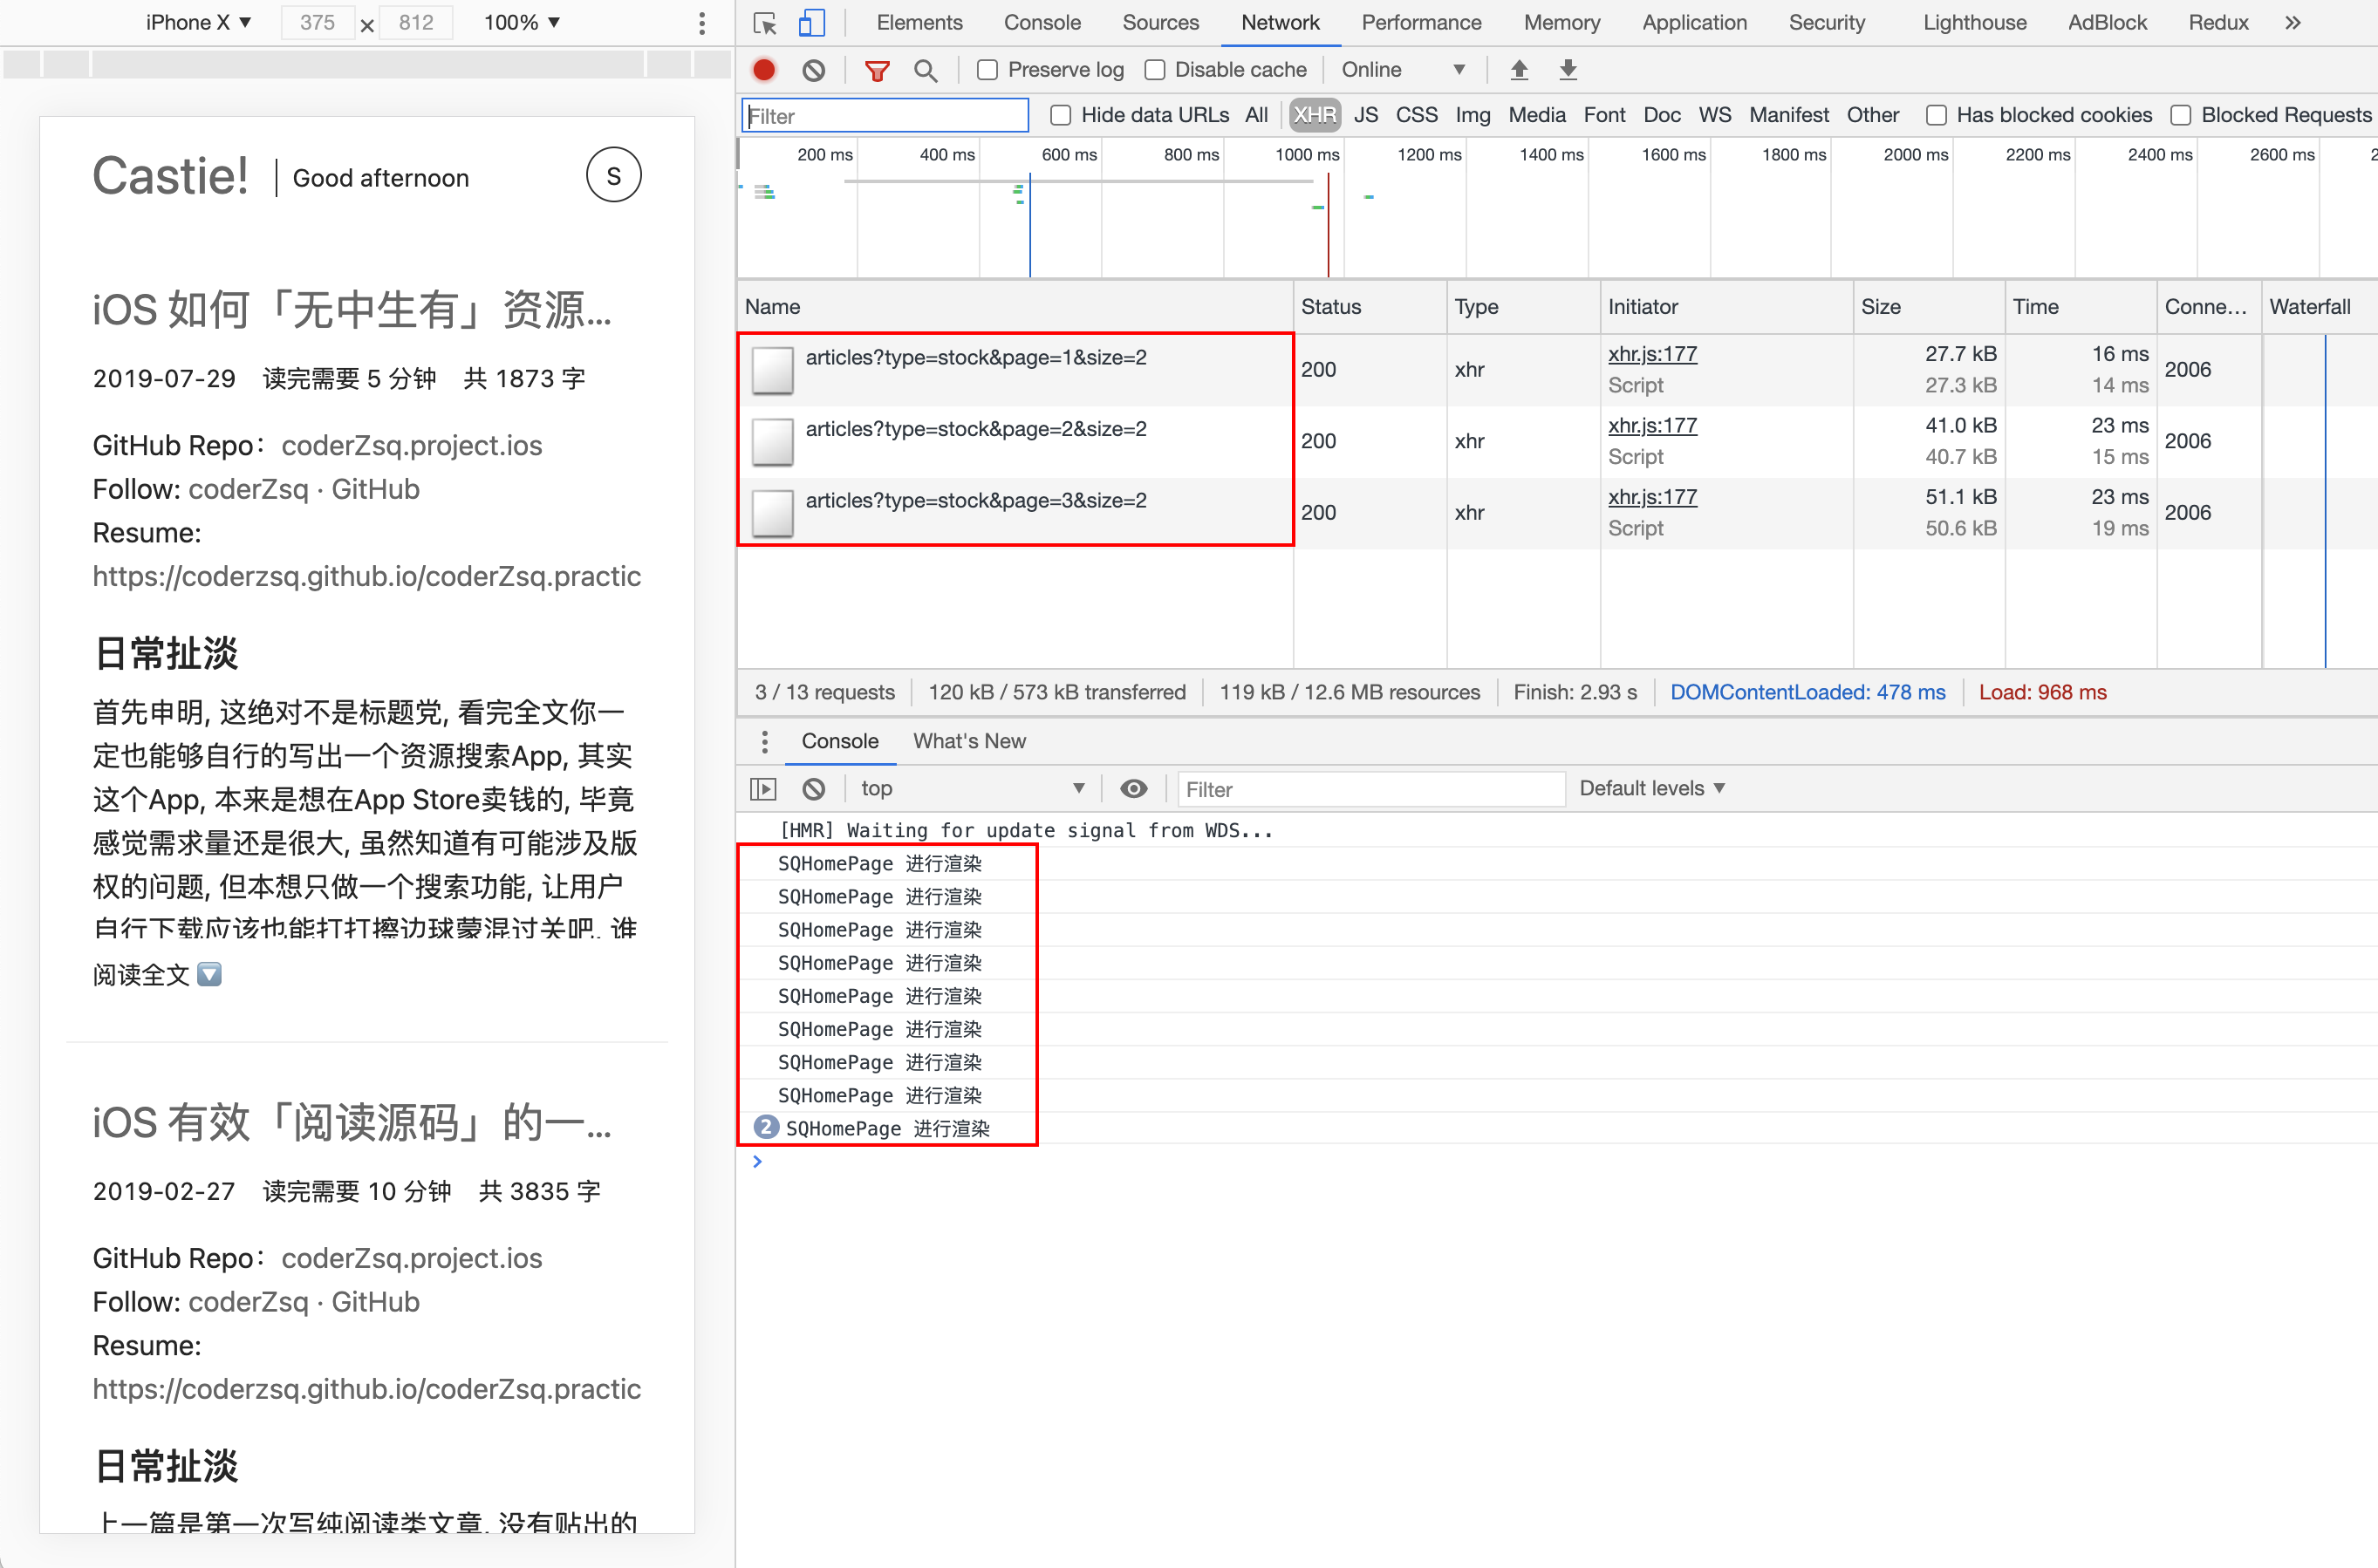 iPhone X ▼ 375 × 812 100% ▼
Castie! Good afternoon S
iOS 如何「无中生有」资源...
2019-07-29 读完需要 5 分钟 共 1873 字
GitHub Repo：coderZsq.project.ios
Follow: coderZsq · GitHub
Resume:
https://coderzsq.github.io/coderZsq.practic
日常扯淡
首先申明, 这绝对不是标题党, 看完全文你一
定也能够自行的写出一个资源搜索App, 其实
这个App, 本来是想在App Store卖钱的, 毕竟
感觉需求量还是很大, 虽然知道有可能涉及版
权的问题, 但本想只做一个搜索功能, 让用户
自行下载应该也能打打擦边球蒙混过关吧, 谁
阅读全文
iOS 有效「阅读源码」的一...
2019-02-27 读完需要 10 分钟 共 3835 字
GitHub Repo：coderZsq.project.ios
Follow: coderZsq · GitHub
Resume:
https://coderzsq.github.io/coderZsq.practic
日常扯淡
上一篇是第一次写纯阅读类文章, 没有贴出的
Elements Console Sources Network Performance Memory Application Security Lighthouse AdBlock Redux »
Preserve log Disable cache Online ▼
Filter Hide data URLs All XHR JS CSS Img Media Font Doc WS Manifest Other Has blocked cookies Blocked Requests
200 ms 400 ms 600 ms 800 ms 1000 ms 1200 ms 1400 ms 1600 ms 1800 ms 2000 ms 2200 ms 2400 ms 2600 ms 2
Name Status Type Initiator Size Time Conne... Waterfall
articles?type=stock&page=1&size=2 200 xhr xhr.js:177 27.7 kB 16 ms 2006
Script 27.3 kB 14 ms
articles?type=stock&page=2&size=2 200 xhr xhr.js:177 41.0 kB 23 ms 2006
Script 40.7 kB 15 ms
articles?type=stock&page=3&size=2 200 xhr xhr.js:177 51.1 kB 23 ms 2006
Script 50.6 kB 19 ms
3 / 13 requests 120 kB / 573 kB transferred 119 kB / 12.6 MB resources Finish: 2.93 s DOMContentLoaded: 478 ms Load: 968 ms
Console What's New
top ▼ Filter Default levels ▼
[HMR] Waiting for update signal from WDS...
SQHomePage 进行渲染
SQHomePage 进行渲染
SQHomePage 进行渲染
SQHomePage 进行渲染
SQHomePage 进行渲染
SQHomePage 进行渲染
SQHomePage 进行渲染
SQHomePage 进行渲染
2 SQHomePage 进行渲染